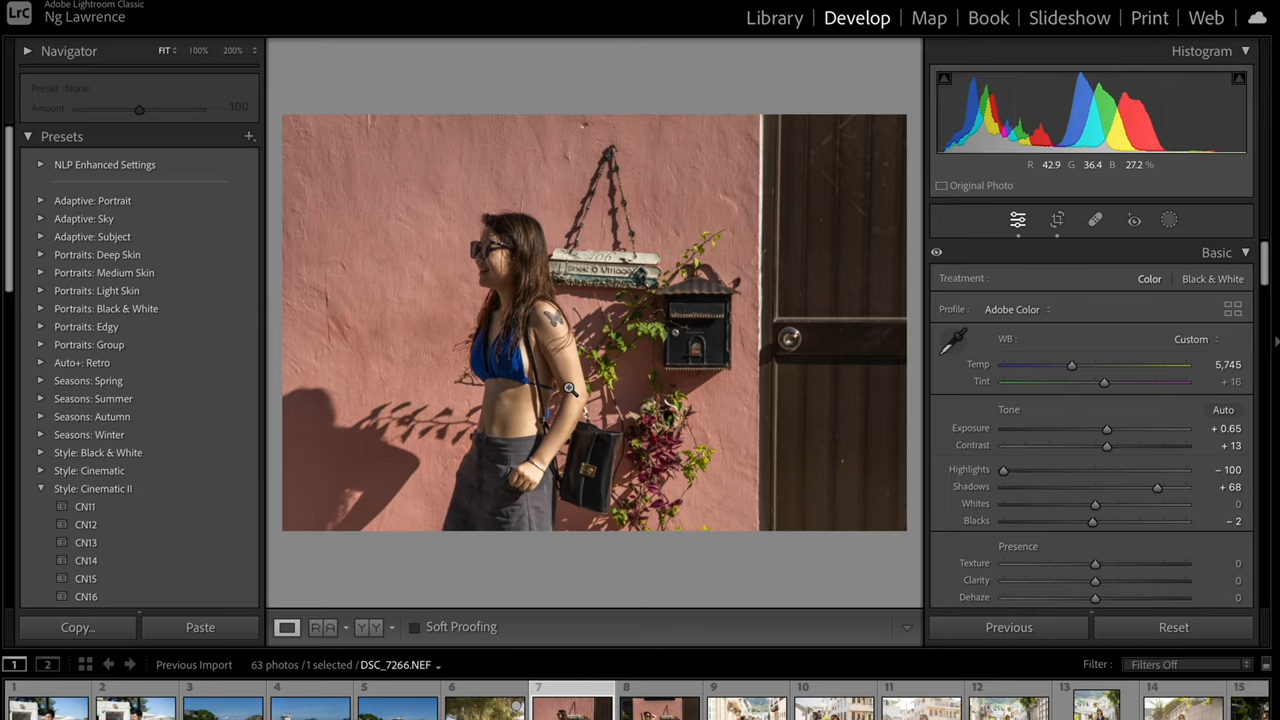 LrC
Adobe Lightroom Classic
Ng Lawrence
Library | Develop | Map | Book | Slideshow | Print | Web
Navigator FIT 100% 200%
Preset None
Amount 100
Presets
NLP Enhanced Settings
Adaptive: Portrait
Adaptive: Sky
Adaptive: Subject
Portraits: Deep Skin
Portraits: Medium Skin
Portraits: Light Skin
Portraits: Black & White
Portraits: Edgy
Portraits: Group
Auto+: Retro
Seasons: Spring
Seasons: Summer
Seasons: Autumn
Seasons: Winter
Style: Black & White
Style: Cinematic
Style: Cinematic II
CN11
CN12
CN13
CN14
CN15
CN16
Copy... Paste
206
Shek O Village
RA YY Soft Proofing
Histogram
R 42.9 G 36.4 B 27.2 %
Original Photo
Basic
Treatment : Color | Black & White
Profile : Adobe Color
WB : Custom
Temp 5,745
Tint + 16
Tone Auto
Exposure + 0.65
Contrast + 13
Highlights – 100
Shadows + 68
Whites 0
Blacks – 2
Presence
Texture 0
Clarity 0
Dehaze 0
Previous Reset
1 2 Previous Import 63 photos / 1 selected / DSC_7266.NEF Filter : Filters Off
1 2 3 4 5 6 7 8 9 10 11 12 13 14 15